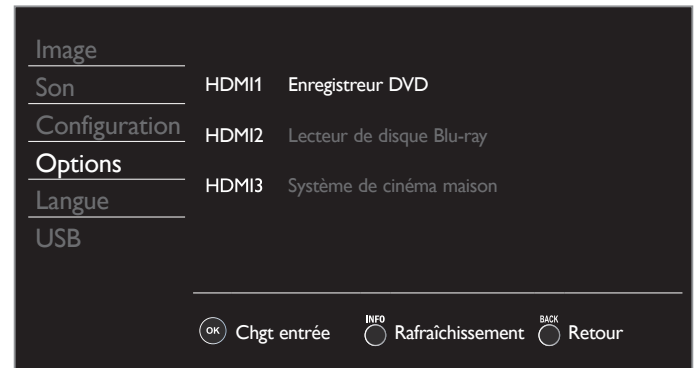 Image
Son
Configuration
Options
Langue
USB
HDMI1 Enregistreur DVD
HDMI2 Lecteur de disque Blu-ray
HDMI3 Système de cinéma maison
OK Chgt entrée INFO Rafraîchissement BACK Retour